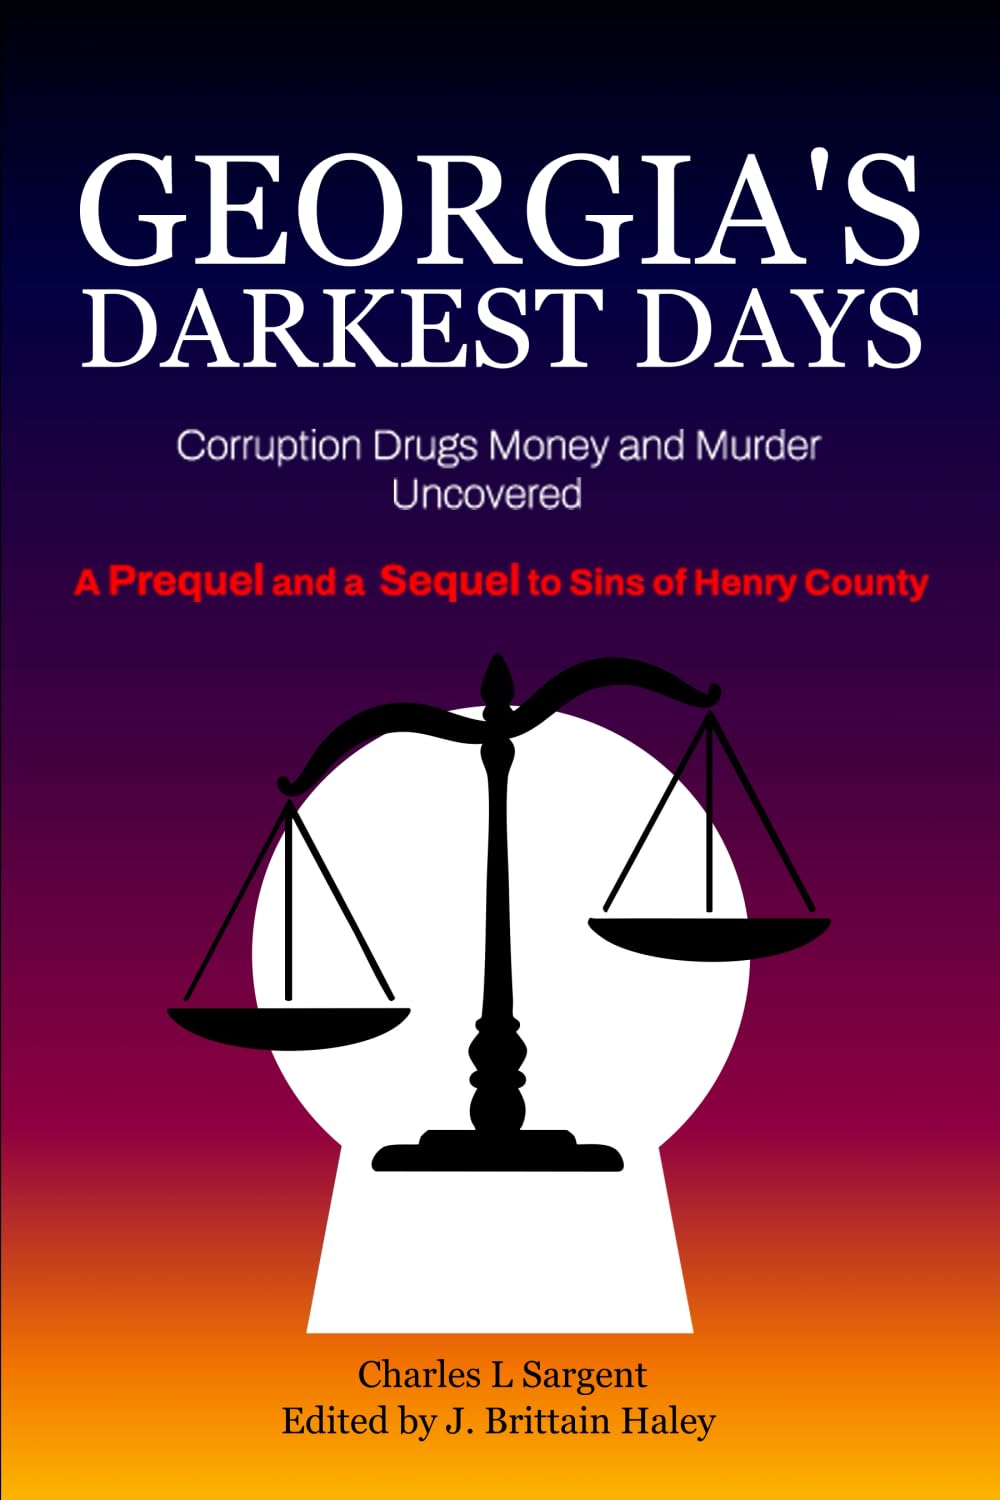 GEORGIA'S
DARKEST DAYS
Corruption Drugs Money and Murder
Uncovered
A Prequel and a Sequel to Sins of Henry County
Charles L Sargent
Edited by J. Brittain Haley